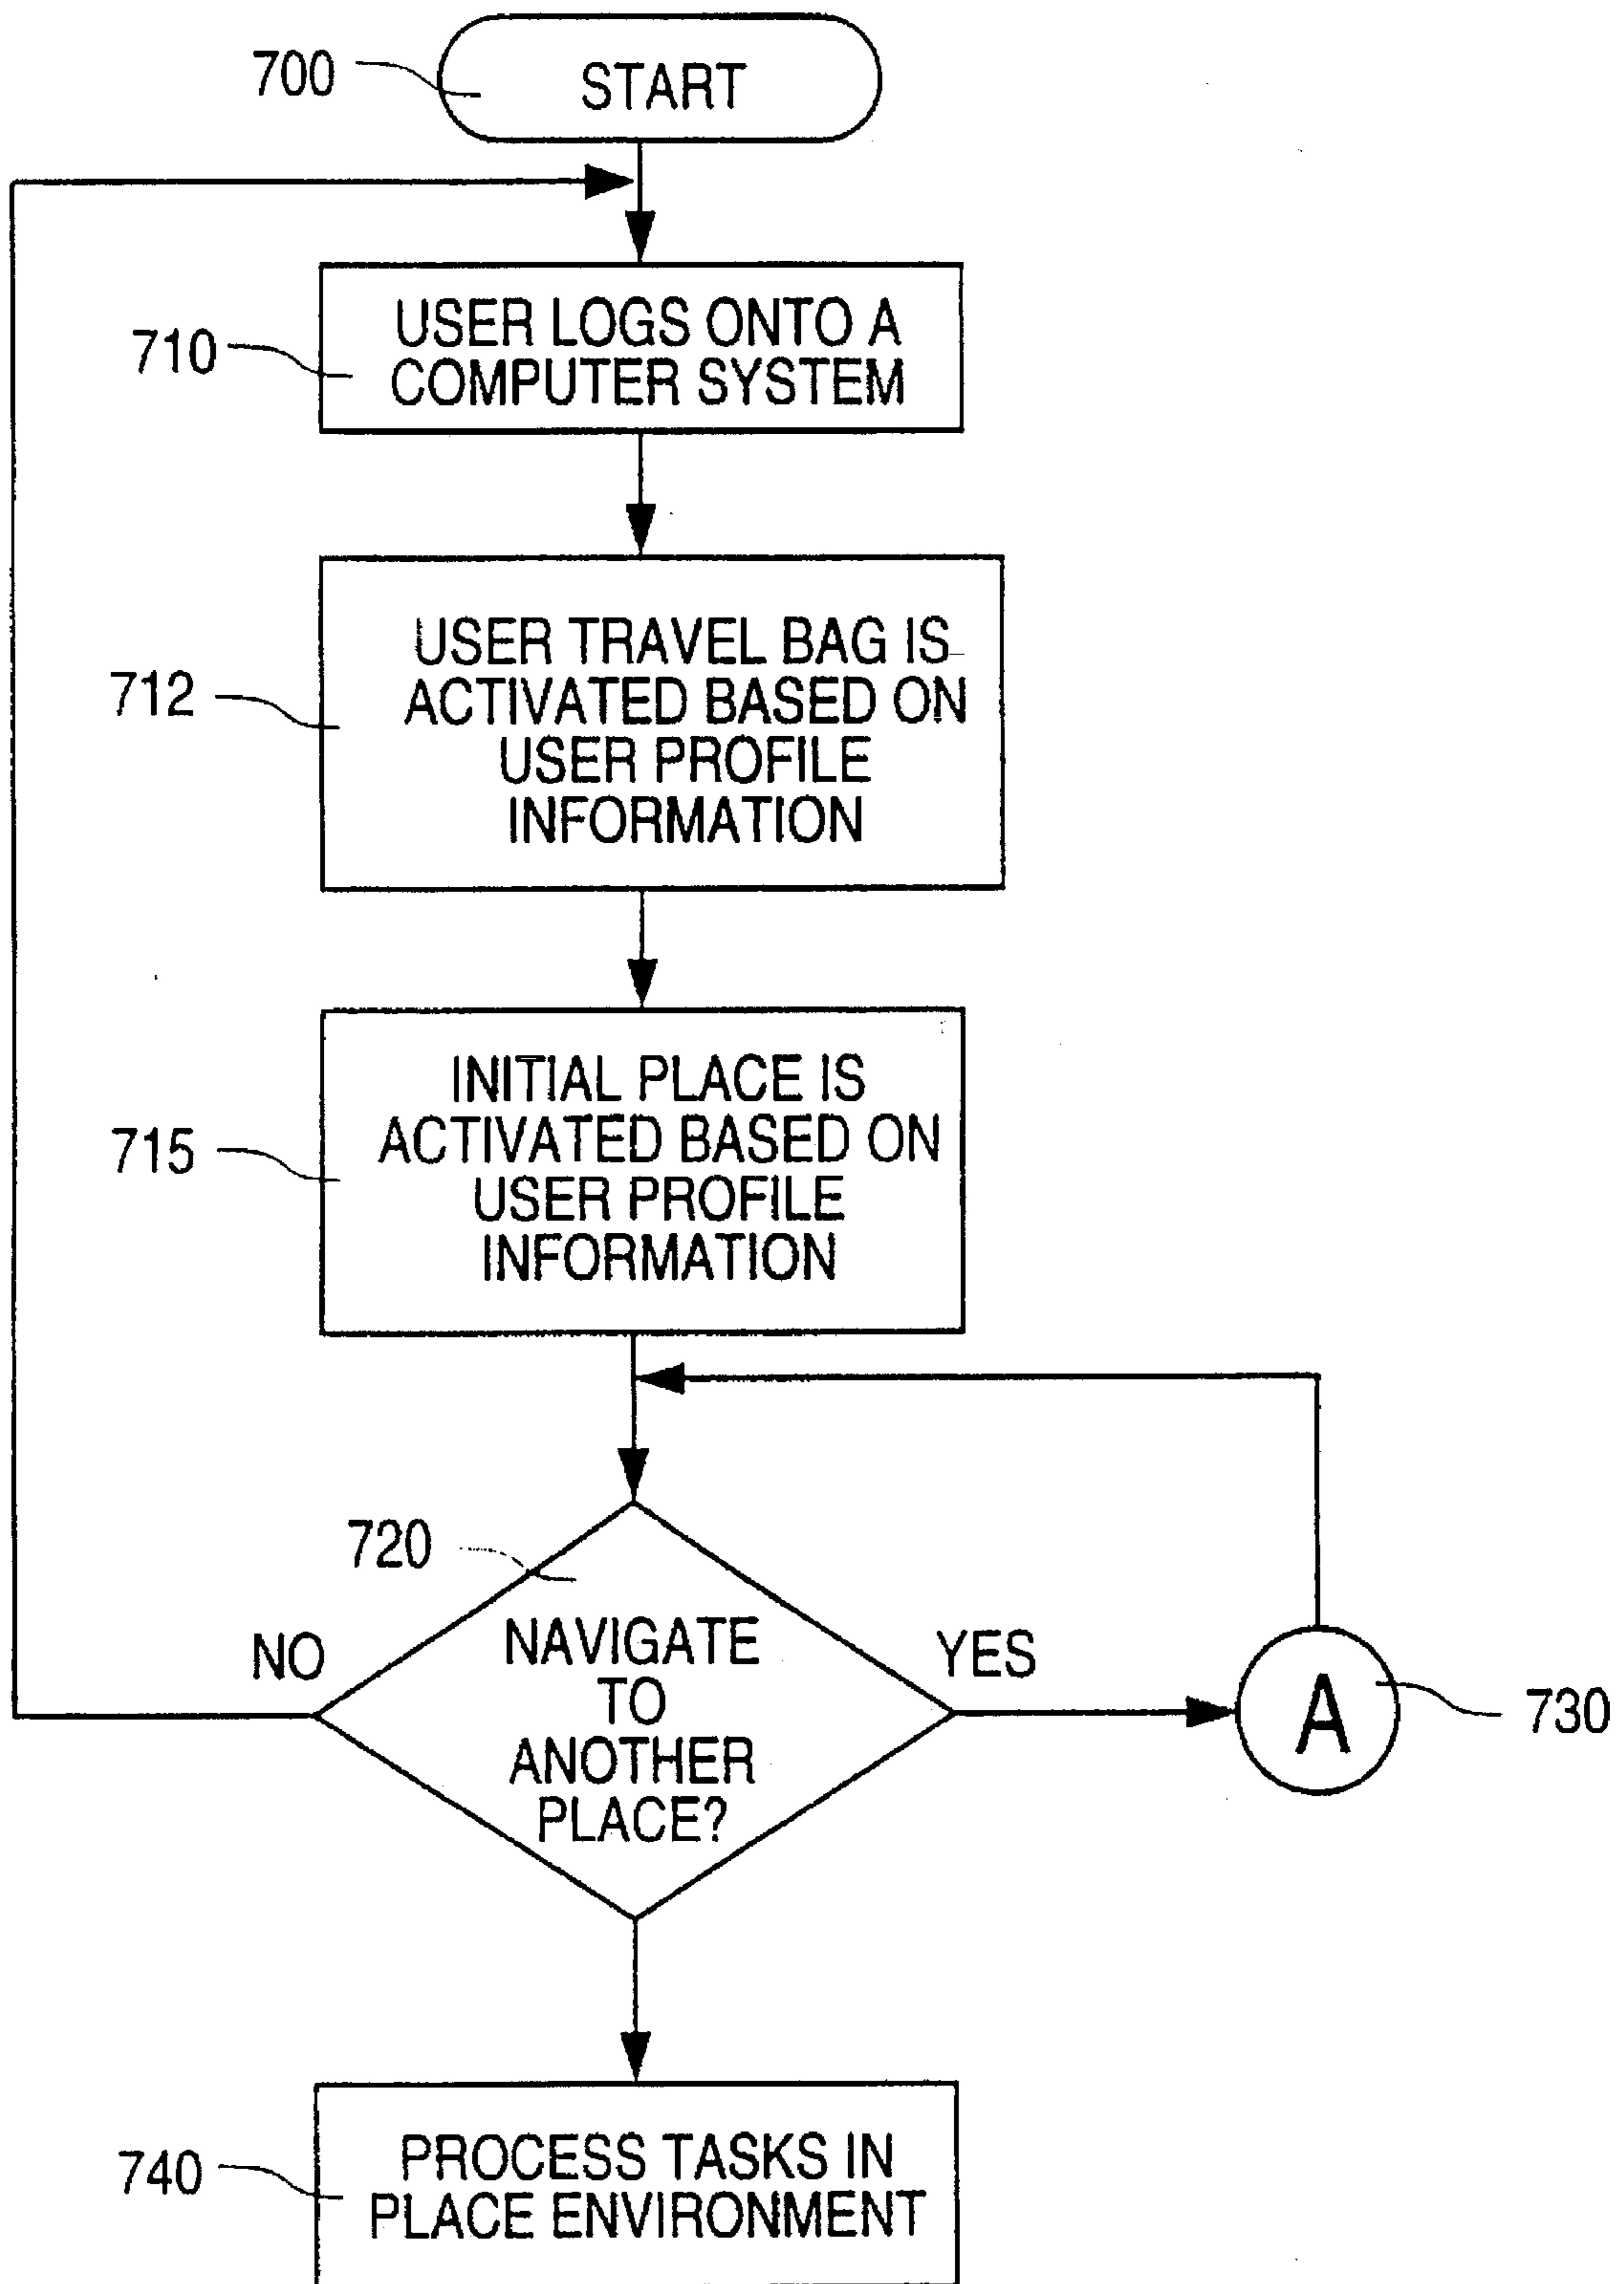 700
START
710
USER LOGS ONTO A
COMPUTER SYSTEM
712
USER TRAVEL BAG IS
ACTIVATED BASED ON
USER PROFILE
INFORMATION
715
INITIAL PLACE IS
ACTIVATED BASED ON
USER PROFILE
INFORMATION
720
NO
NAVIGATE
TO
ANOTHER
PLACE?
YES
A
730
740
PROCESS TASKS IN
PLACE ENVIRONMENT